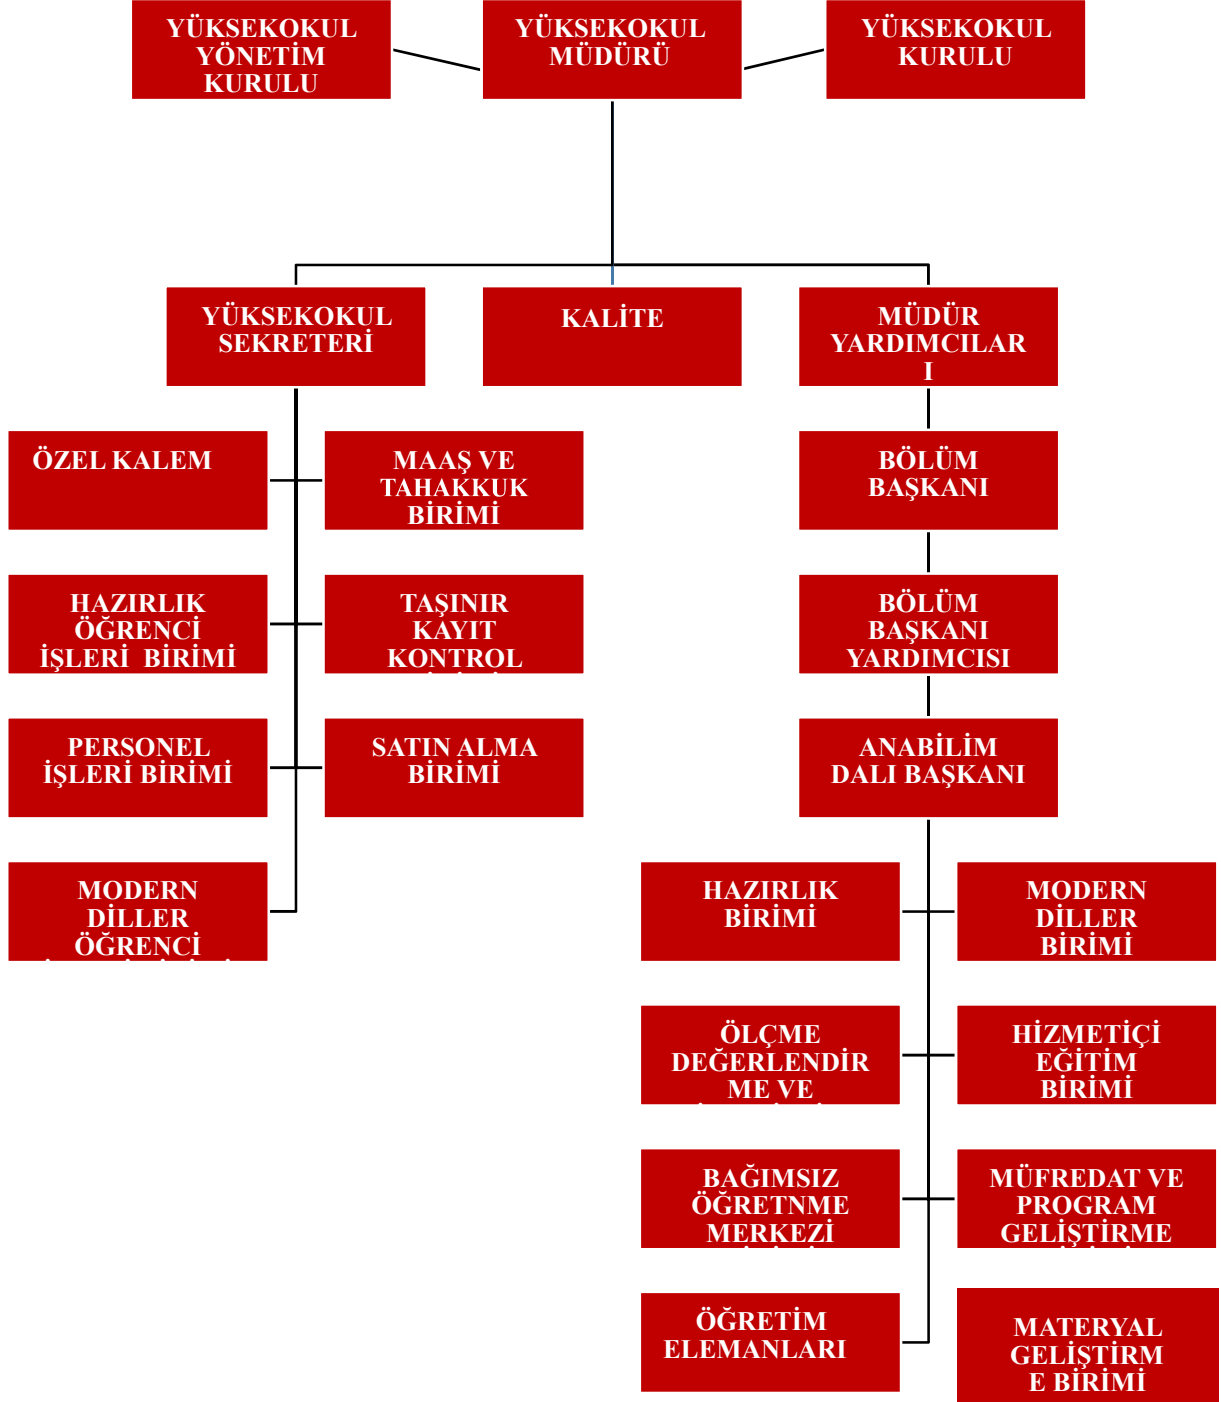 YÜKSEKOKUL
YÖNETİM
KURULU
YÜKSEKOKUL
MÜDÜRÜ
YÜKSEKOKUL
KURULU
YÜKSEKOKUL
SEKRETERİ
KALİTE
MÜDÜR
YARDIMCILAR
I
ÖZEL KALEM
MAAŞ VE
TAHAKKUK
BİRİMİ
BÖLÜM
BAŞKANI
HAZIRLIK
ÖĞRENCİ
İŞLERİ  BİRİMİ
TAŞINIR
KAYIT
KONTROL
BÖLÜM
BAŞKANI
YARDIMCISI
PERSONEL
İŞLERİ BİRİMİ
SATIN ALMA
BİRİMİ
ANABİLİM
DALI BAŞKANI
MODERN
DİLLER
ÖĞRENCİ
HAZIRLIK
BİRİMİ
MODERN
DİLLER
BİRİMİ
ÖLÇME
DEĞERLENDİR
ME VE
HİZMETİÇİ
EĞİTİM
BİRİMİ
BAĞIMSIZ
ÖĞRETNME
MERKEZİ
MÜFREDAT VE
PROGRAM
GELİŞTİRME
ÖĞRETİM
ELEMANLARI
MATERYAL
GELİŞTİRM
E BİRİMİ